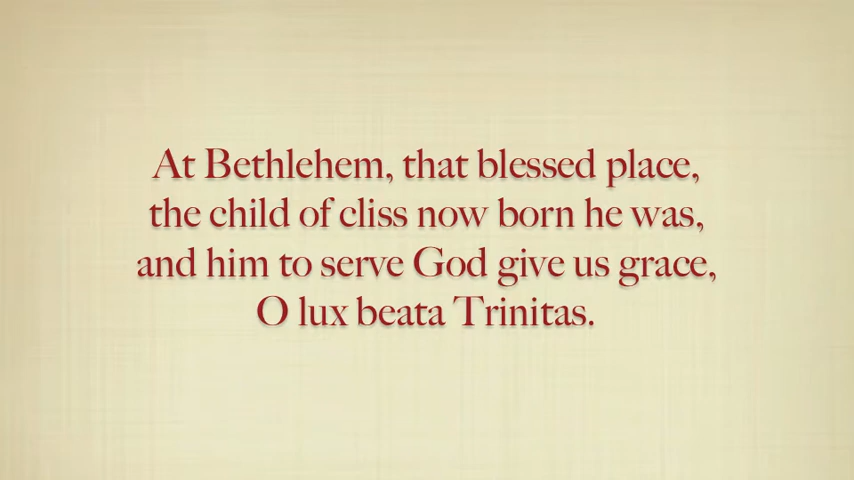 At Bethlehem, that blessed place,
the child of cliss now born he was,
and him to serve God give us grace,
O lux beata Trinitas.